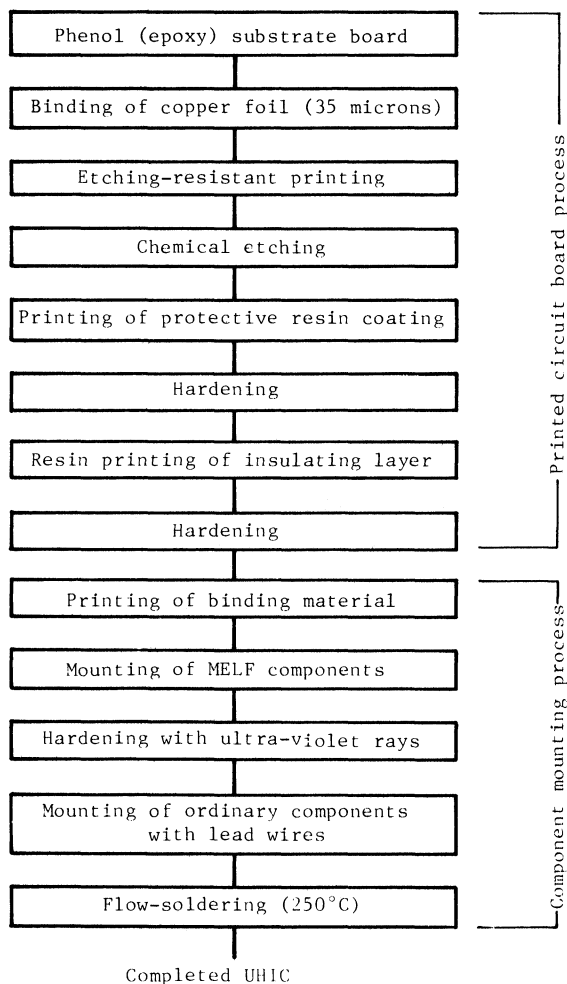 Phenol (epoxy) substrate board
Binding of copper foil (35 microns)
Etching-resistant printing
Chemical etching
Printing of protective resin coating
Hardening
Resin printing of insulating layer
Hardening
Printed circuit board process
Printing of binding material
Mounting of MELF components
Hardening with ultra-violet rays
Mounting of ordinary components
with lead wires
Flow-soldering (250°C)
Component mounting process
Completed UHIC